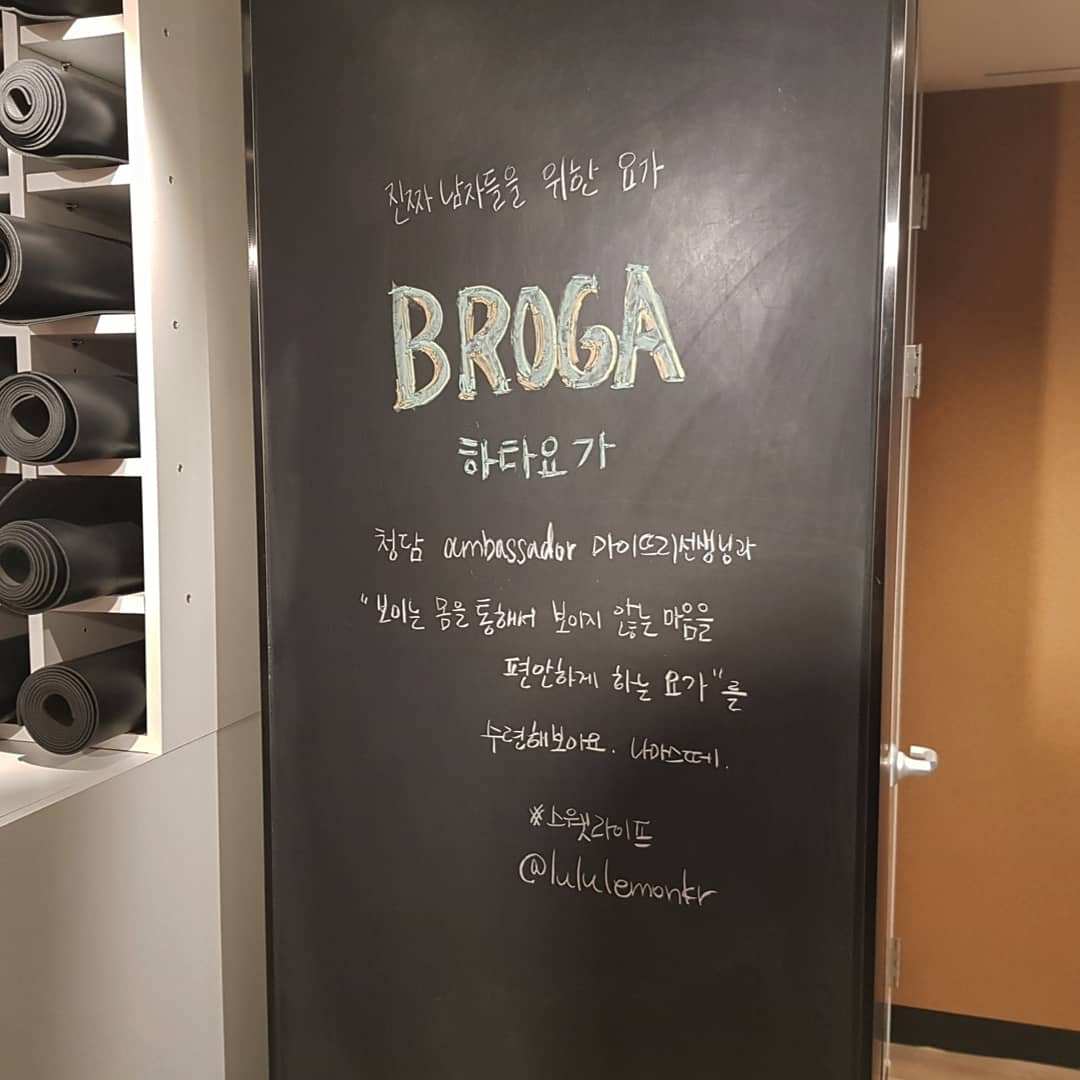 진짜 남자들을 위한 요가
BROGA
하타요가
청담 ambassador 마이뜨리선생님과
"보이는 몸을 통해서 보이지 않는 마음을
편안하게 하는 요가"를
수련해보아요. 나마스떼.
#스웻라이프
@lululemonkr